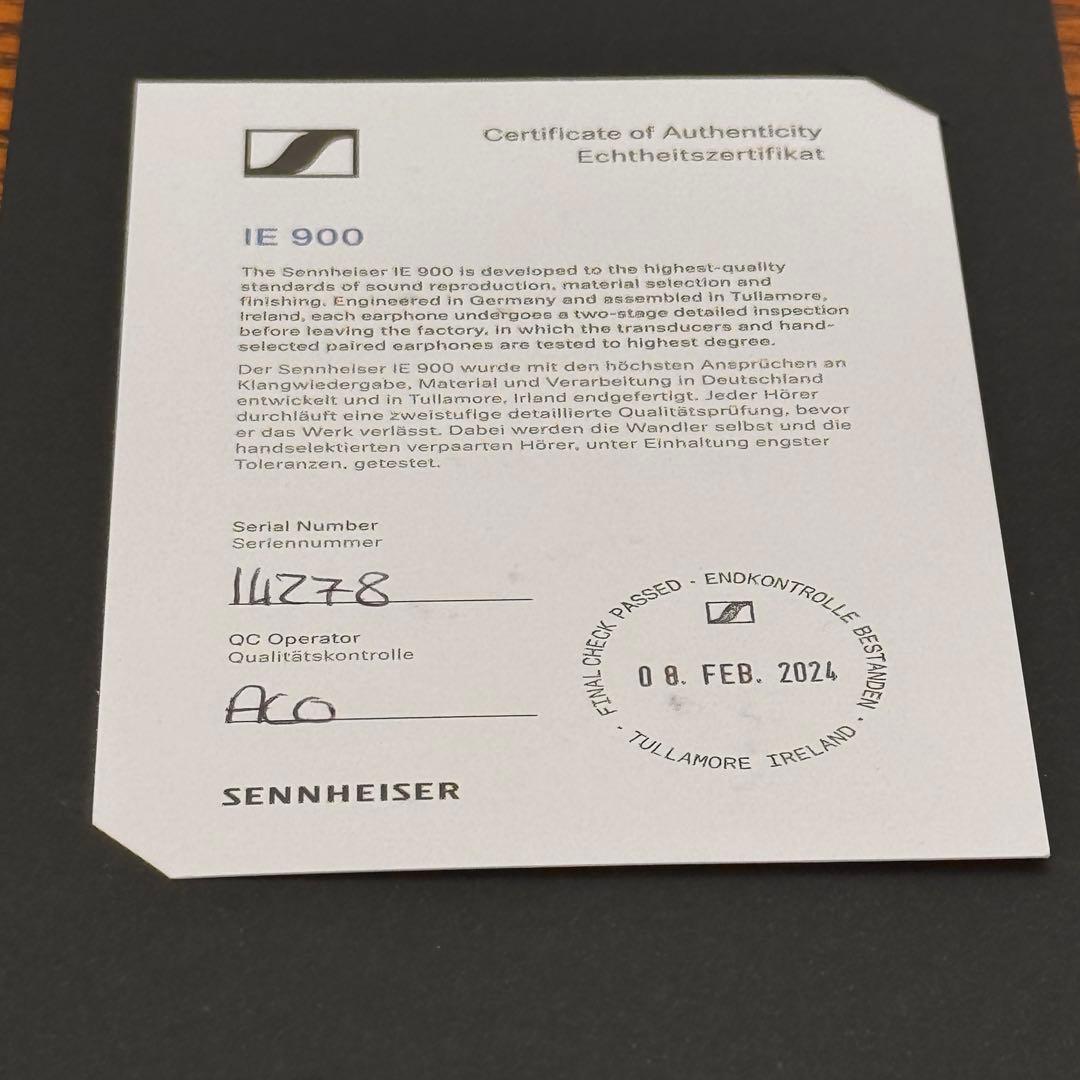 Certificate of Authenticity
Echtheitszertifikat
IE 900
The Sennheiser IE 900 is developed to the highest-quality
standards of sound reproduction, material selection and
finishing. Engineered in Germany and assembled in Tullamore,
Ireland, each earphone undergoes a two-stage detailed inspection
before leaving the factory, in which the transducers and hand-
selected paired earphones are tested to highest degree.
Der Sennheiser IE 900 wurde mit den höchsten Ansprüchen an
Klangwiedergabe, Material und Verarbeitung in Deutschland
entwickelt und in Tullamore, Irland endgefertigt. Jeder Hörer
durchläuft eine zweistufige detaillierte Qualitätsprüfung, bevor
er das Werk verlässt. Dabei werden die Wandler selbst und die
handselektierten verpaarten Hörer, unter Einhaltung engster
Toleranzen, getestet.
Serial Number
Seriennummer
14278
QC Operator
Qualitätskontrolle
ACO
SENNHEISER
FINAL CHECK PASSED · ENDKONTROLLE BESTANDEN ·
08. FEB. 2024
TULLAMORE IRELAND ·